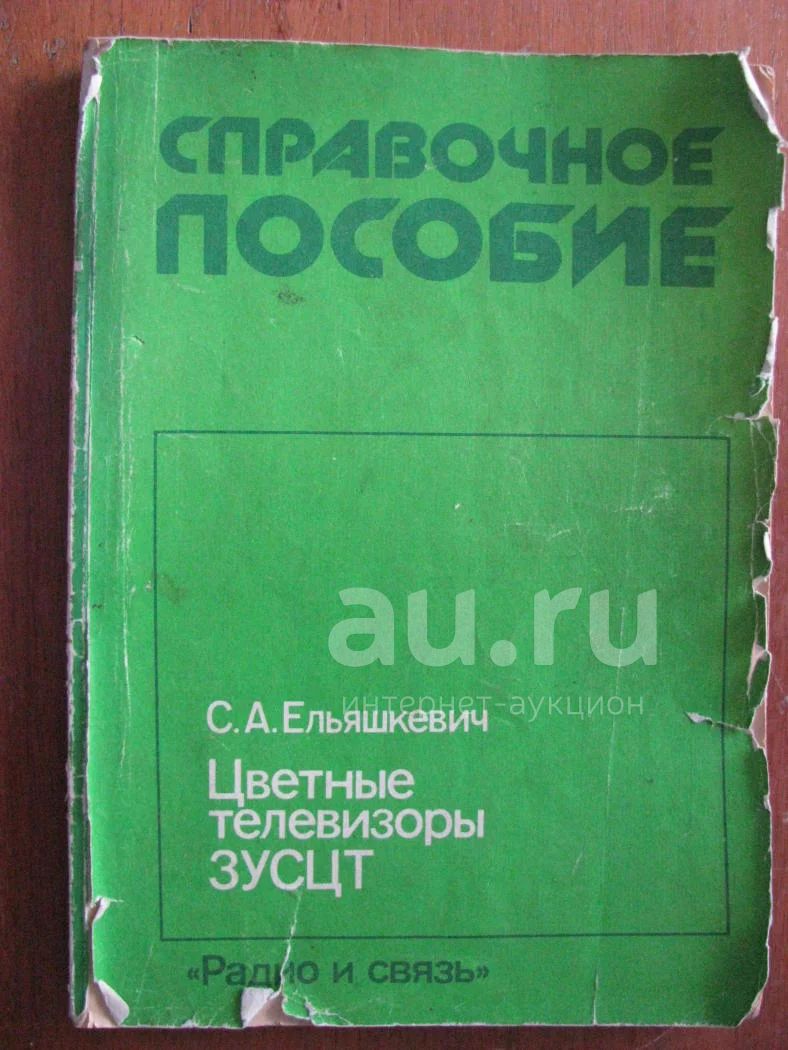 СПРАВОЧНОЕ
ПОСОБИЕ
au.ru
интернет-аукцион
С.А.Ельяшкевич
Цветные
телевизоры
ЗУСЦТ
«Радио и связь»